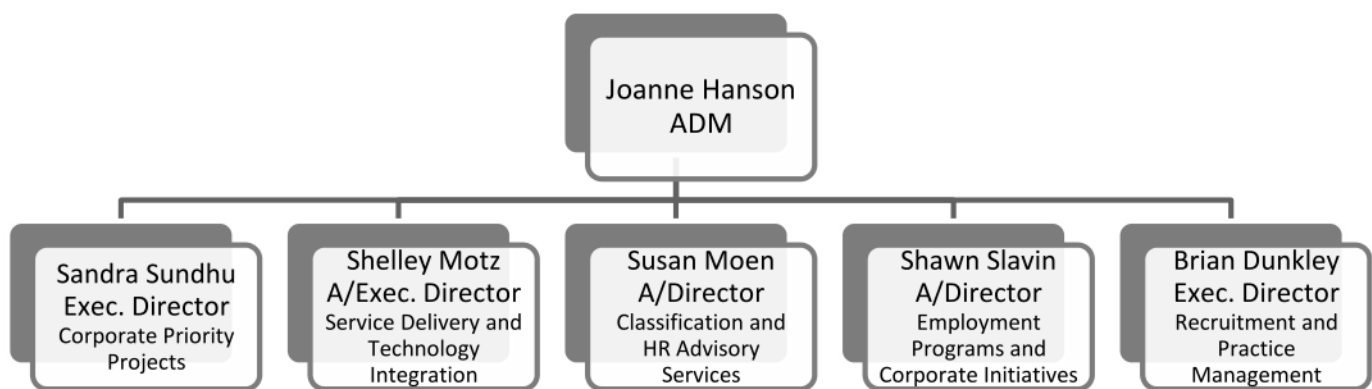 Joanne Hanson
ADM
Sandra Sundhu
Exec. Director
Corporate Priority
Projects
Shelley Motz
A/Exec. Director
Service Delivery and
Technology
Integration
Susan Moen
A/Director
Classification and
HR Advisory
Services
Shawn Slavin
A/Director
Employment
Programs and
Corporate Initiatives
Brian Dunkley
Exec. Director
Recruitment and
Practice
Management